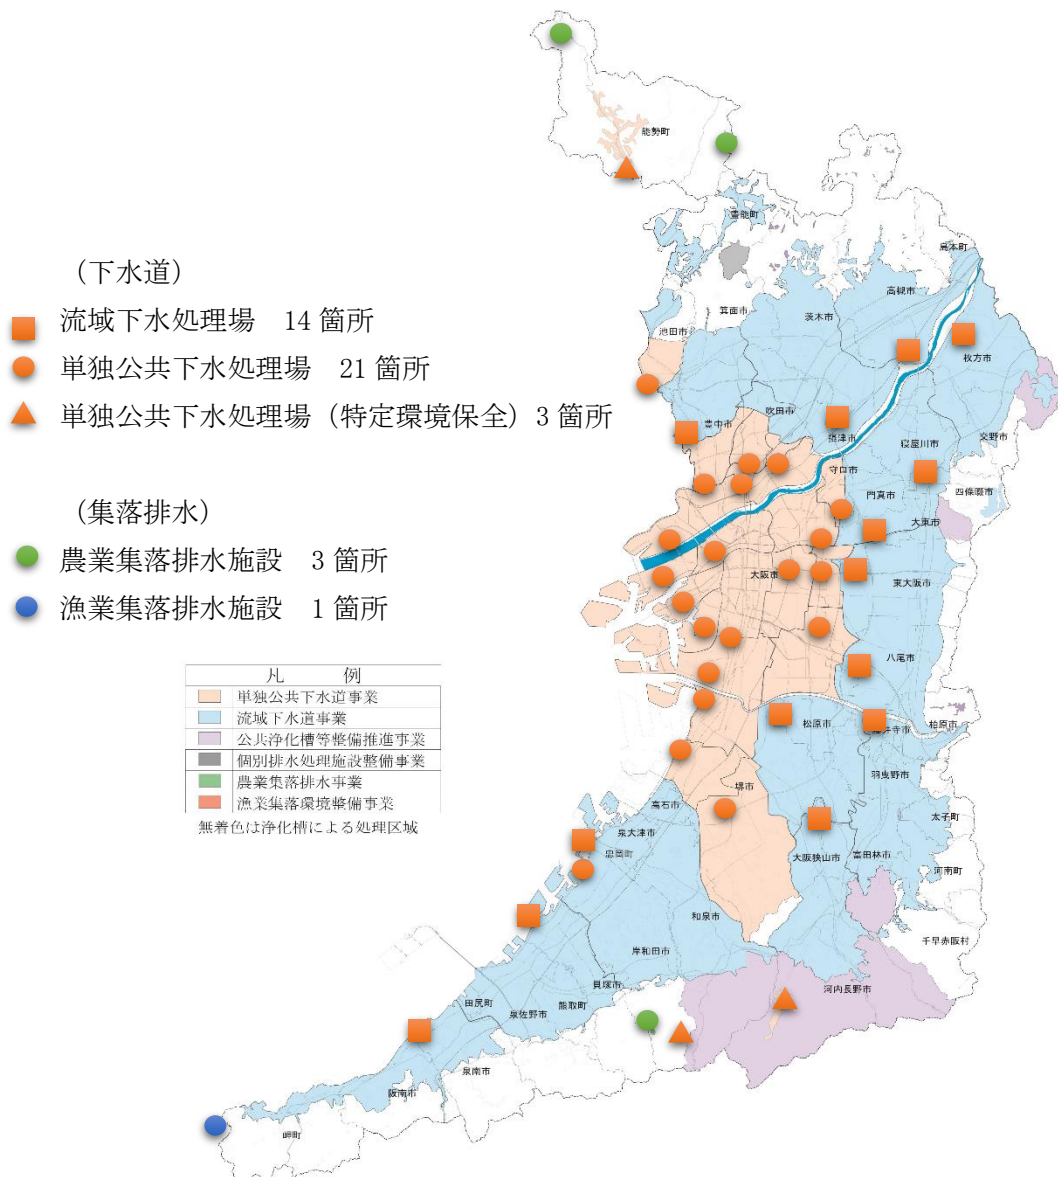 （下水道）
流域下水処理場　14 箇所
単独公共下水処理場　21 箇所
単独公共下水処理場（特定環境保全）3 箇所
（集落排水）
農業集落排水施設　3 箇所
漁業集落排水施設　1 箇所
凡　例
単独公共下水道事業
流域下水道事業
公共浄化槽等整備推進事業
個別排水処理施設整備事業
農業集落排水事業
漁業集落環境整備事業
無着色は浄化槽による処理区域
能勢町
豊能町
島本町
高槻市
箕面市
茨木市
池田市
枚方市
吹田市
豊中市
摂津市
交野市
寝屋川市
守口市
四條畷市
門真市
大東市
大阪市
東大阪市
八尾市
松原市
柏原市
羽曳野市
堺市
高石市
太子町
泉大津市
忠岡町
大阪狭山市
富田林市
河南町
和泉市
千早赤阪村
岸和田市
貝塚市
河内長野市
田尻町
熊取町
泉佐野市
泉南市
阪南市
岬町